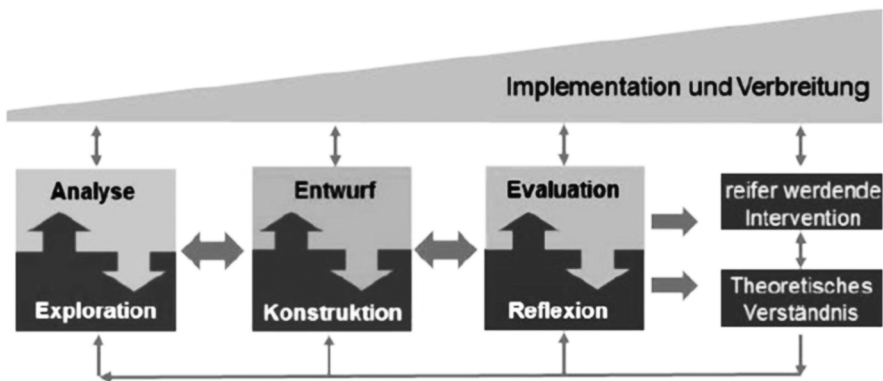 Implementation und Verbreitung
Analyse
Exploration
Entwurf
Konstruktion
Evaluation
Reflexion
reifer werdende
Intervention
Theoretisches
Verständnis